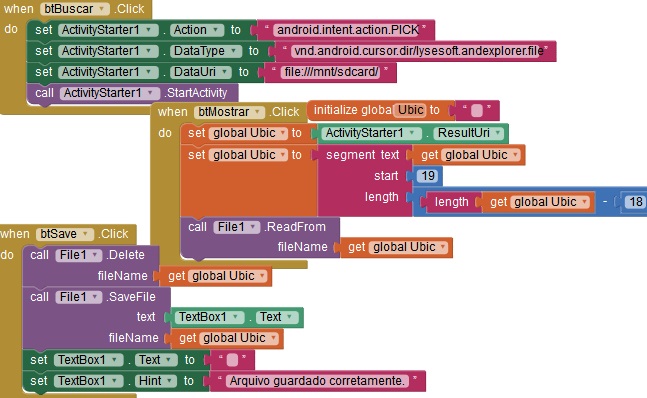 when btBuscar .Click
do set ActivityStarter1 . Action to " android.intent.action.PICK "
set ActivityStarter1 . DataType to " vnd.android.cursor.dir/lysesoft.andexplorer.file "
set ActivityStarter1 . DataUri to " file:///mnt/sdcard/ "
call ActivityStarter1 .StartActivity
when btMostrar .Click
initialize global Ubic to " "
do set global Ubic to ActivityStarter1 . ResultUri
set global Ubic to segment text get global Ubic
start 19
length length get global Ubic - 18
call File1 .ReadFrom
fileName get global Ubic
when btSave .Click
do call File1 .Delete
fileName get global Ubic
call File1 .SaveFile
text TextBox1 . Text
fileName get global Ubic
set TextBox1 . Text to " "
set TextBox1 . Hint to " Arquivo guardado corretamente. "